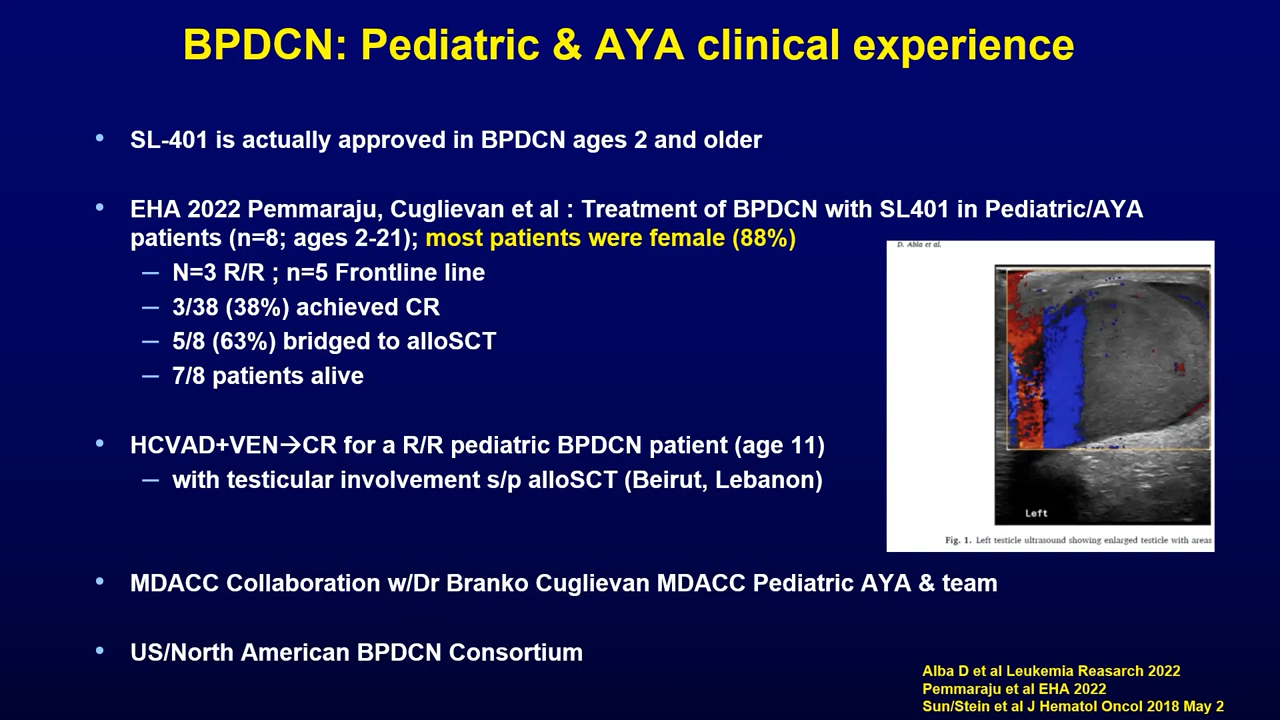 BPDCN: Pediatric & AYA clinical experience
• SL-401 is actually approved in BPDCN ages 2 and older
• EHA 2022 Pemmaraju, Cuglievan et al : Treatment of BPDCN with SL401 in Pediatric/AYA
patients (n=8; ages 2-21); most patients were female (88%)
– N=3 R/R ; n=5 Frontline line
– 3/38 (38%) achieved CR
– 5/8 (63%) bridged to alloSCT
– 7/8 patients alive
D. Abla et al.
Left
Fig. 1. Left testicle ultrasound showing enlarged testicle with areas
• HCVAD+VEN→CR for a R/R pediatric BPDCN patient (age 11)
– with testicular involvement s/p alloSCT (Beirut, Lebanon)
• MDACC Collaboration w/Dr Branko Cuglievan MDACC Pediatric AYA & team
• US/North American BPDCN Consortium
Alba D et al Leukemia Reasarch 2022
Pemmaraju et al EHA 2022
Sun/Stein et al J Hematol Oncol 2018 May 2